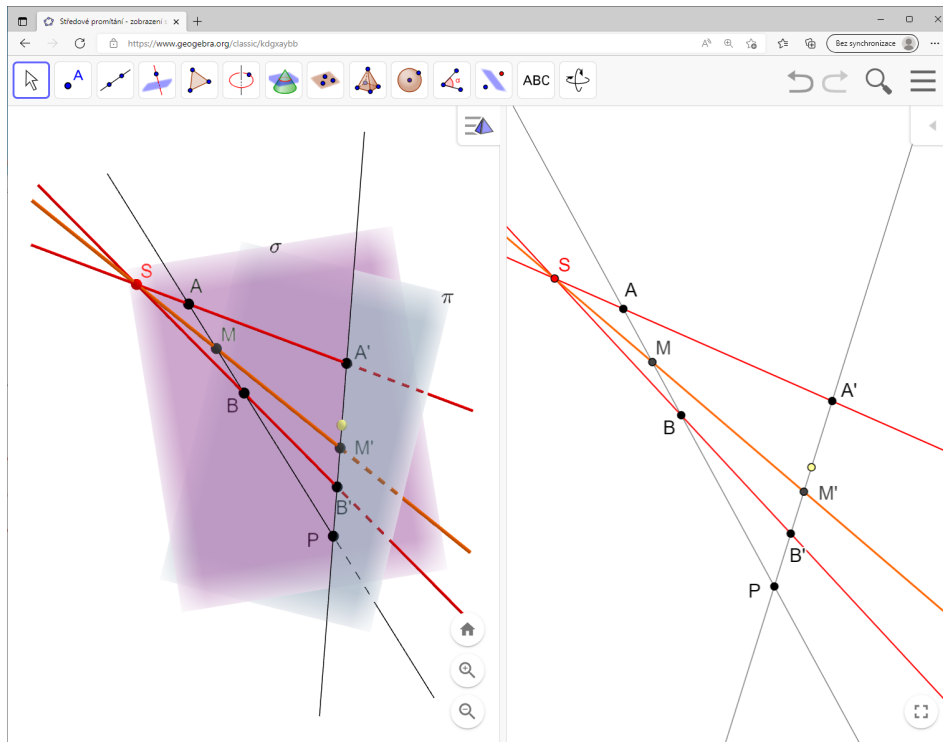 Středové promítání - zobrazení s
https://www.geogebra.org/classic/kdgxaybb
Bez synchronizace
A
ABC
σ
π
S
A
M
B
A'
M'
B'
P
S
A
M
B
A'
M'
B'
P